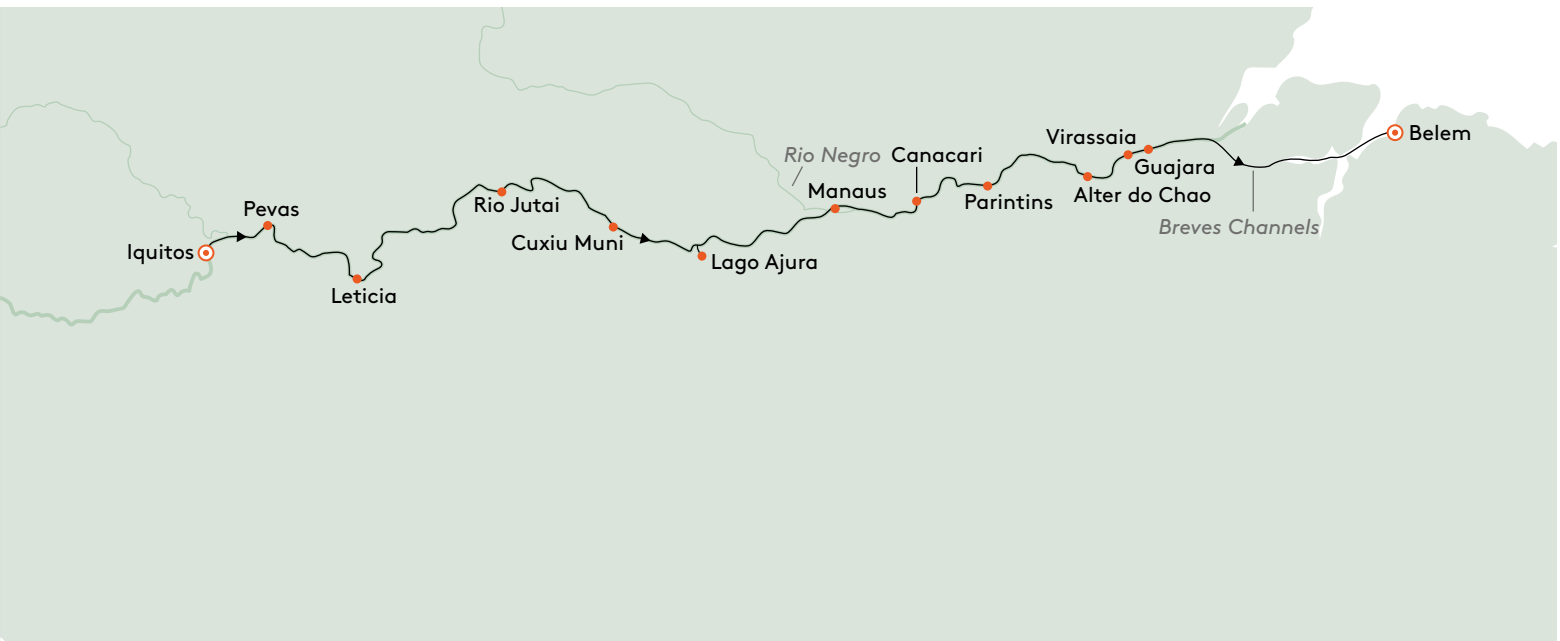 Iquitos
Pevas
Leticia
Rio Jutai
Cuxiu Muni
Lago Ajura
Manaus
Rio Negro
Canacari
Parintins
Virassaia
Guajara
Alter do Chao
Breves Channels
Belem